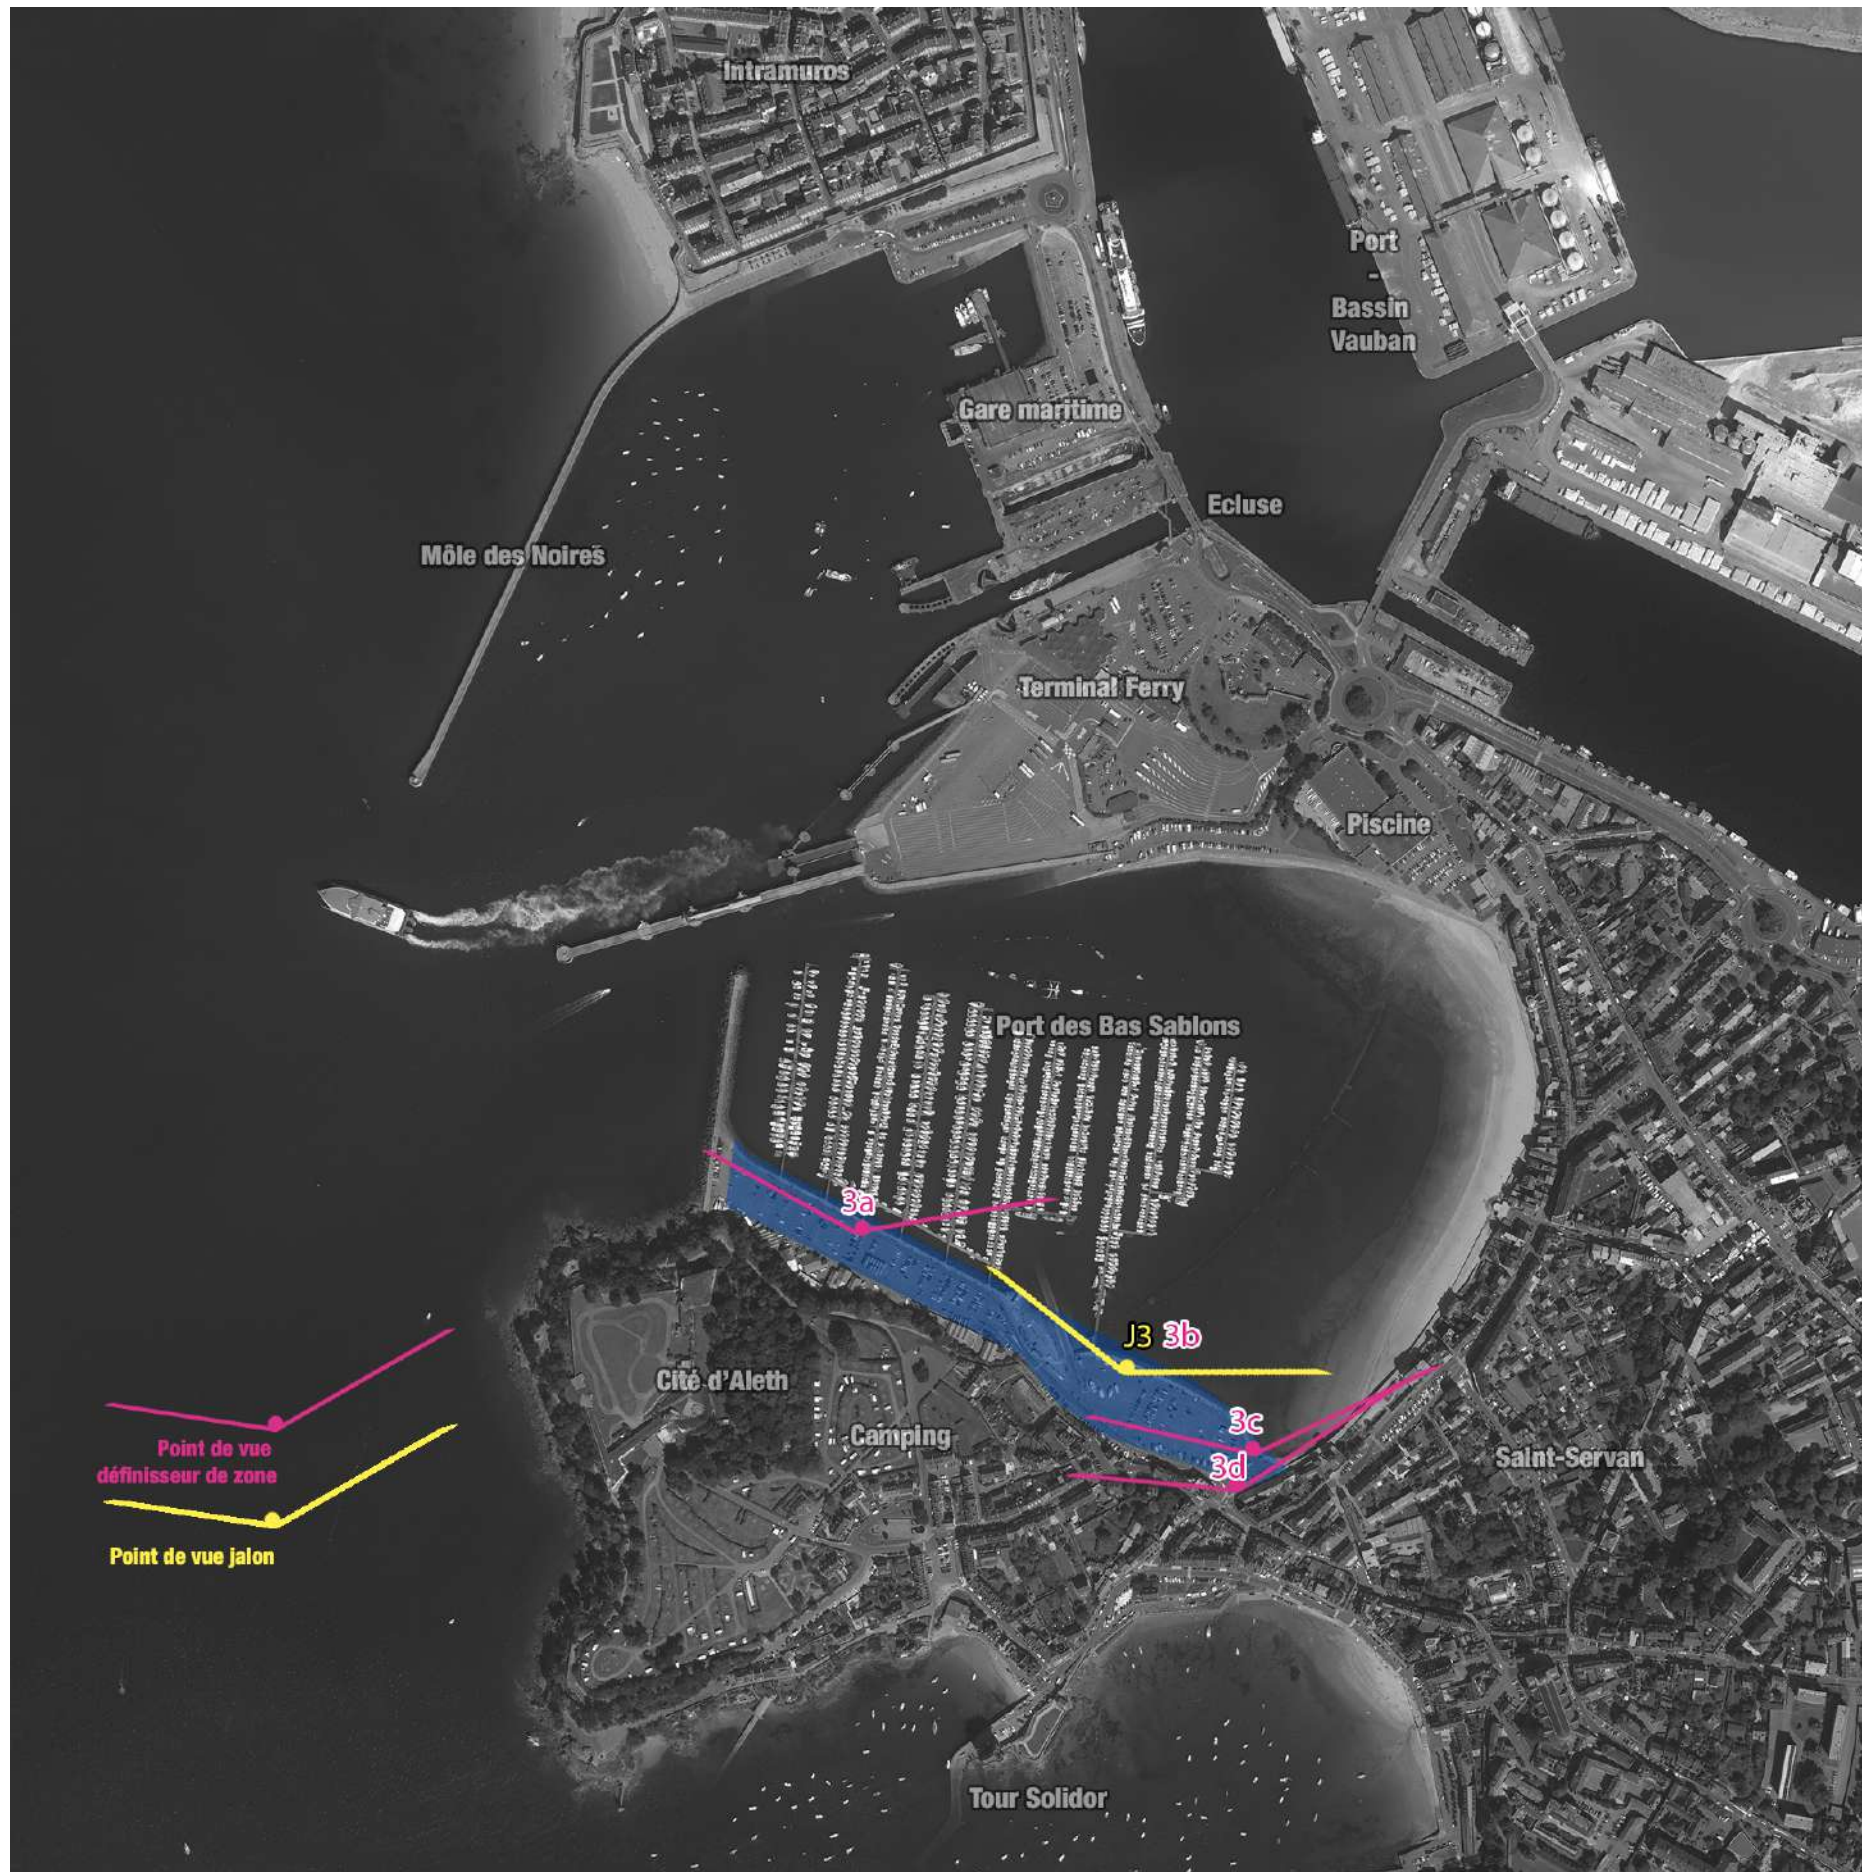 Intramuros
Port
-
Bassin
Vauban
Gare maritime
Ecluse
Môle des Noires
Terminal Ferry
Piscine
Port des Bas Sablons
3a
J3 3b
Cité d'Aleth
3c
Camping
3d
Saint-Servan
Point de vue
définisseur de zone
Point de vue jalon
Tour Solidor